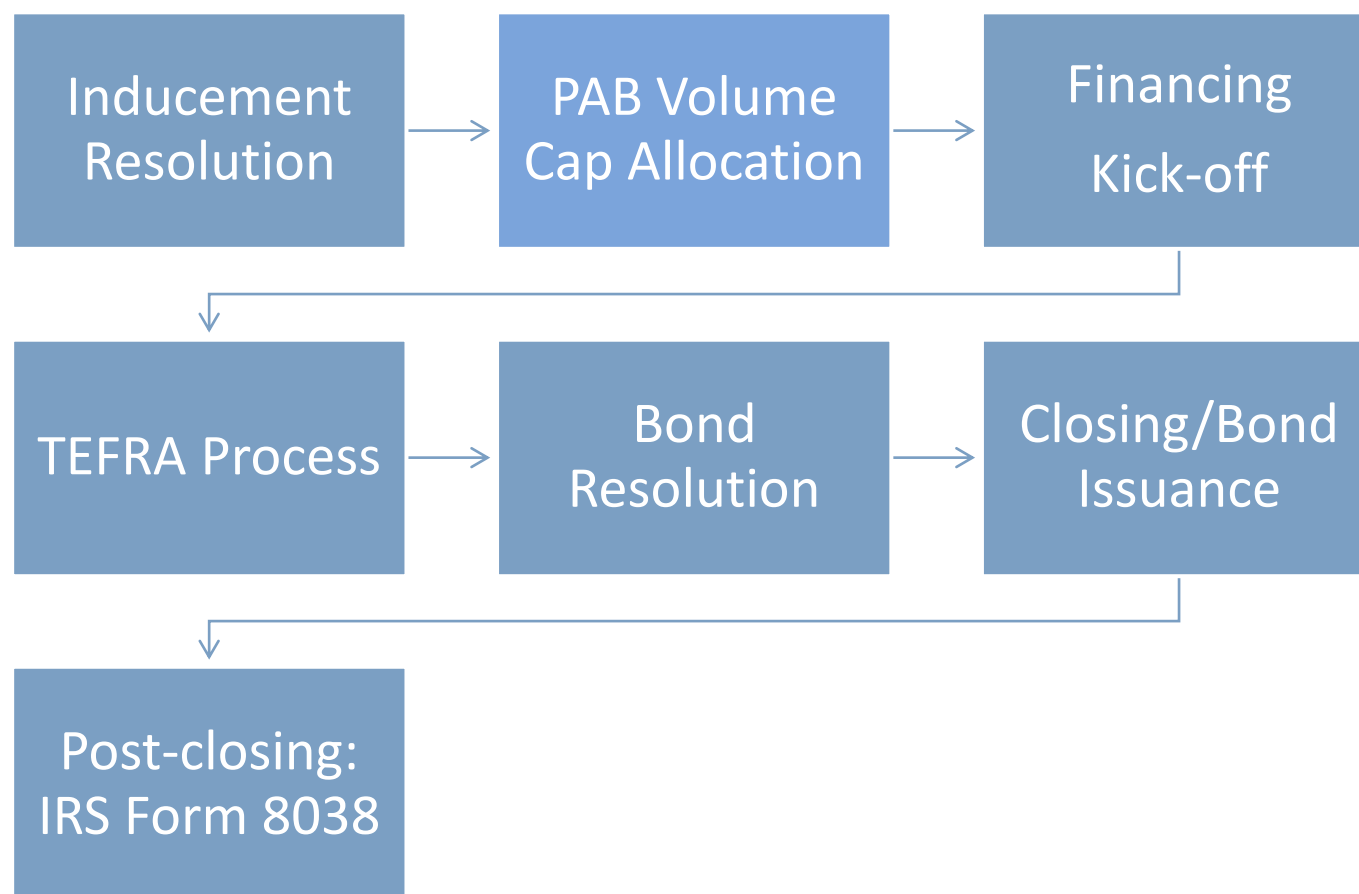 Inducement
Resolution
PAB Volume
Cap Allocation
Financing
Kick-off
TEFRA Process
Bond
Resolution
Closing/Bond
Issuance
Post-closing:
IRS Form 8038